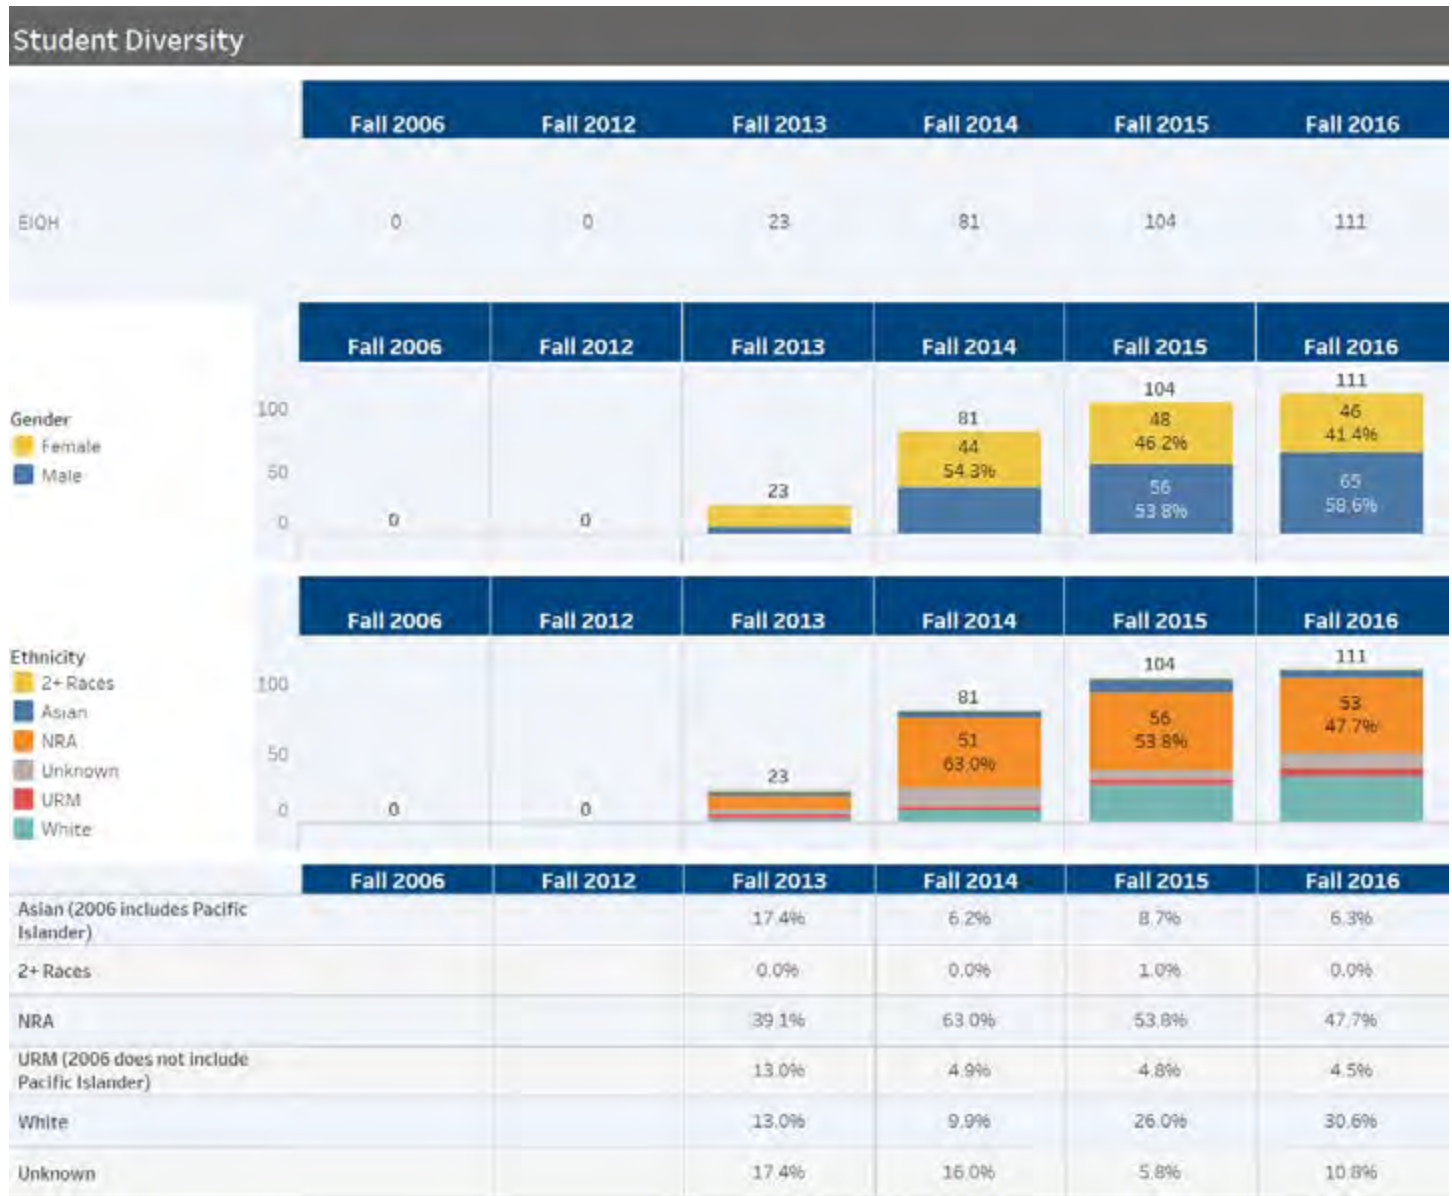 Student Diversity
Fall 2006 Fall 2012 Fall 2013 Fall 2014 Fall 2015 Fall 2016
EIOH 0 0 23 81 104 111
Fall 2006 Fall 2012 Fall 2013 Fall 2014 Fall 2015 Fall 2016
Gender
Female
Male
100
50
0
0
0
23
81
44
54.3%
104
48
46.2%
56
53.8%
111
46
41.4%
65
58.6%
Fall 2006 Fall 2012 Fall 2013 Fall 2014 Fall 2015 Fall 2016
Ethnicity
2+ Races
Asian
NRA
Unknown
URM
White
100
50
0
0
0
23
81
51
63.0%
104
56
53.8%
111
53
47.7%
Fall 2006 Fall 2012 Fall 2013 Fall 2014 Fall 2015 Fall 2016
Asian (2006 includes Pacific
Islander) 17.4% 6.2% 8.7% 6.3%
2+ Races 0.0% 0.0% 1.0% 0.0%
NRA 39.1% 63.0% 53.8% 47.7%
URM (2006 does not include
Pacific Islander) 13.0% 4.9% 4.8% 4.5%
White 13.0% 9.9% 26.0% 30.6%
Unknown 17.4% 16.0% 5.8% 10.8%